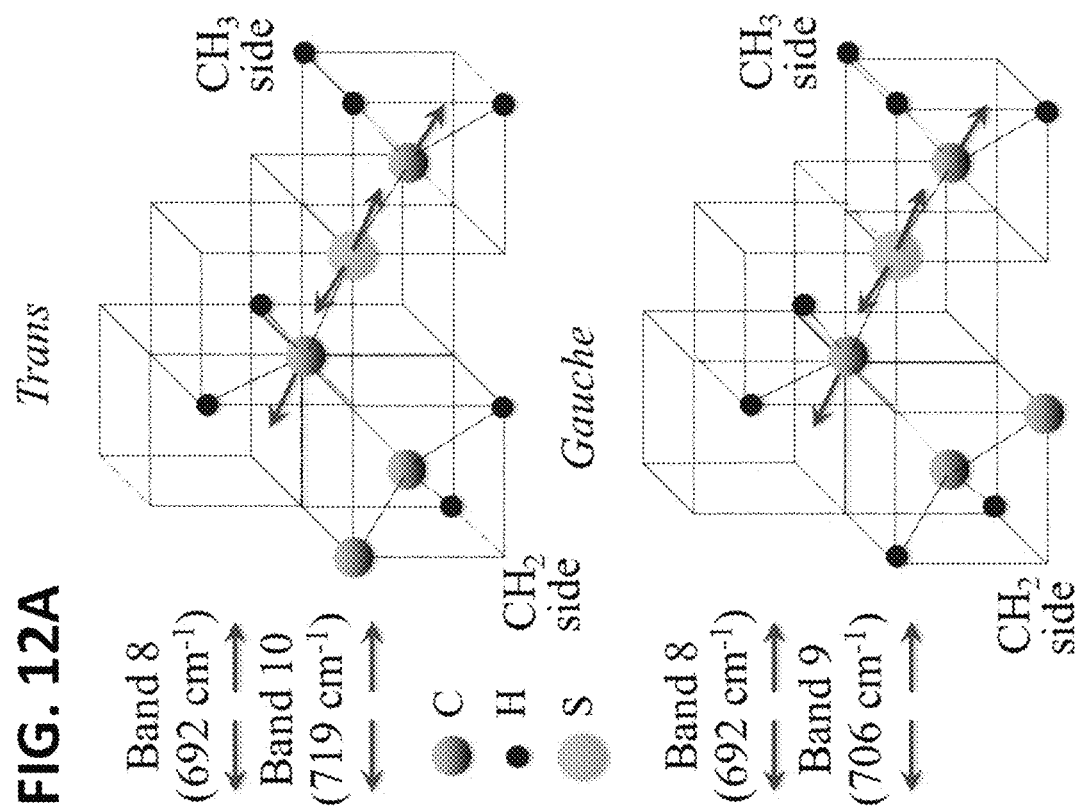 FIG. 12A
Trans
Band 8
(692 cm⁻¹)
Band 10
(719 cm⁻¹)
C
H
S
CH₂
side
CH₃
side
Gauche
Band 8
(692 cm⁻¹)
Band 9
(706 cm⁻¹)
CH₂
side
CH₃
side